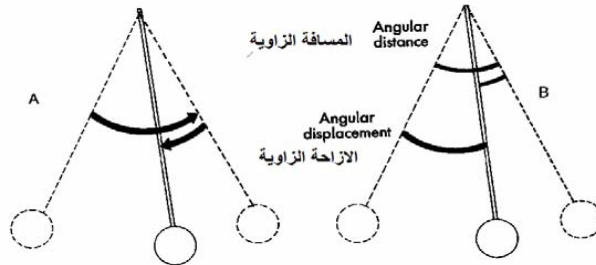 المسافة الزاوية
Angular
distance
A
B
Angular
displacement
الازاحة الزاوية